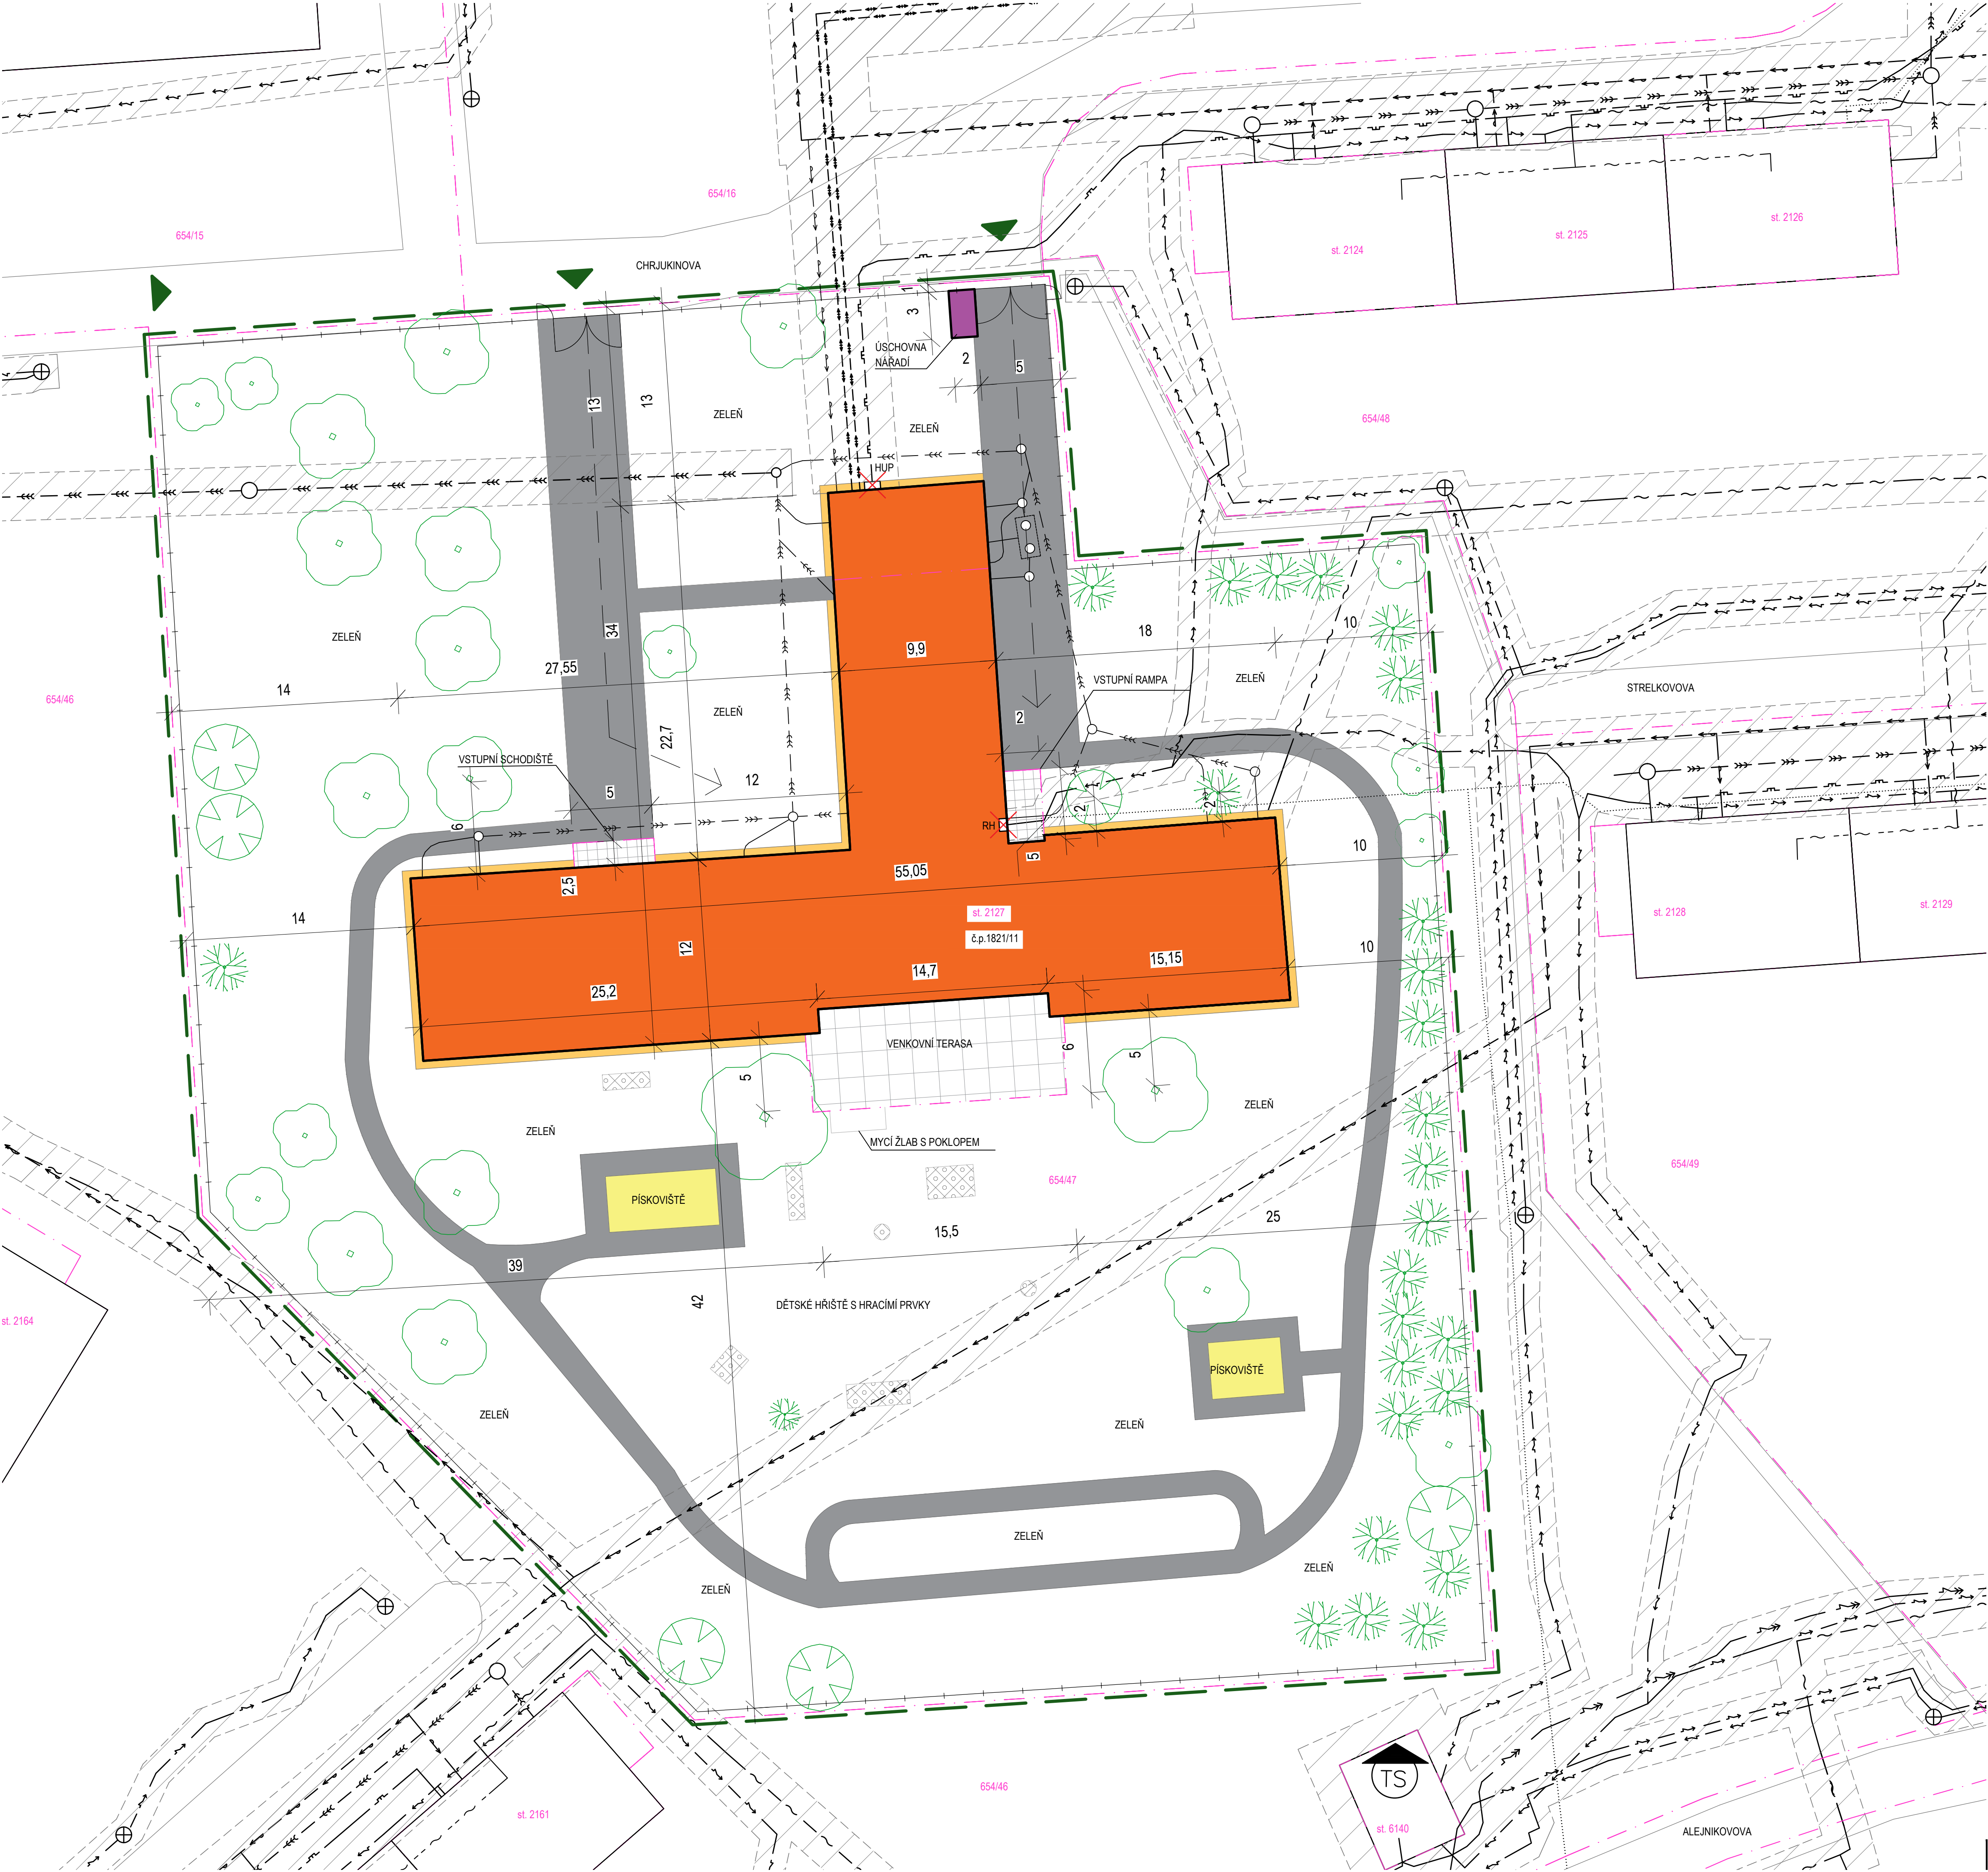 654/15
654/16
CHRJUKINOVA
st. 2124
st. 2125
st. 2126
1
3
ÚSCHOVNA
NÁŘADÍ
2
5
13
13
ZELEŇ
ZELEŇ
654/48
HUP
ZELEŇ
34
27,55
14
9,9
18
10
654/46
ZELEŇ
VSTUPNÍ RAMPA
ZELEŇ
STRELKOVOVA
22,7
2
VSTUPNÍ SCHODIŠTĚ
5
12
6
2
2
RH
5
10
2,5
55,05
14
st. 2127
č.p.1821/11
12
st. 2128
st. 2129
25,2
14,7
15,15
10
VENKOVNÍ TERASA
5
6
5
ZELEŇ
ZELEŇ
MYCÍ ŽLAB S POKLOPEM
654/47
654/49
PÍSKOVIŠTĚ
39
15,5
25
42
DĚTSKÉ HŘIŠTĚ S HRACÍMÍ PRVKY
st. 2164
PÍSKOVIŠTĚ
ZELEŇ
ZELEŇ
ZELEŇ
ZELEŇ
ZELEŇ
654/46
st. 2161
TS
st. 6140
ALEJNIKOVOVA